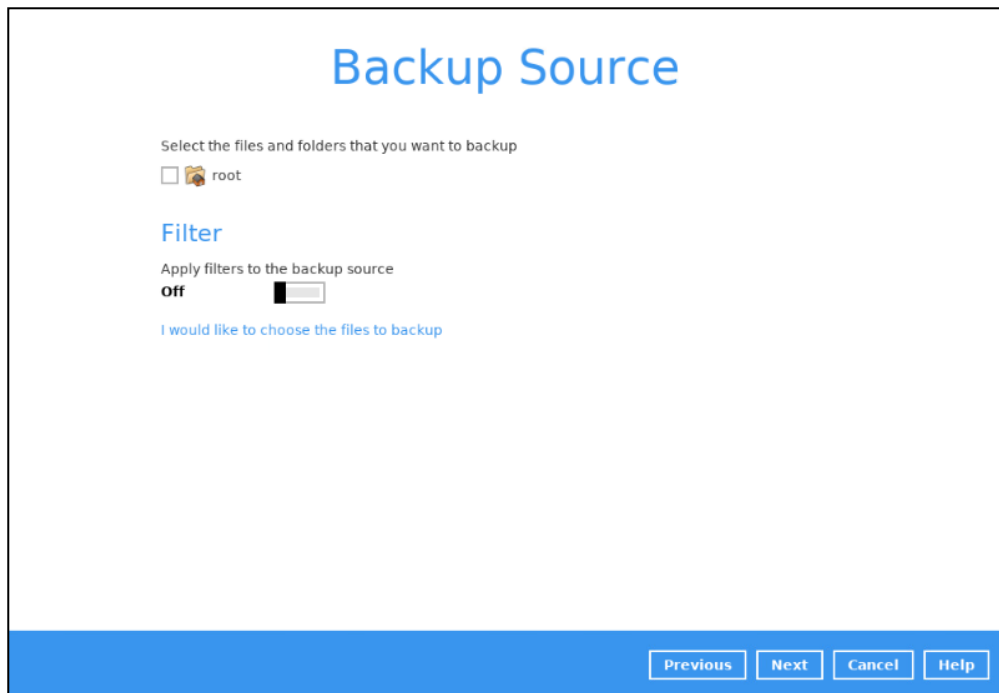 Backup Source
Select the files and folders that you want to backup
root
Filter
Apply filters to the backup source
Off
I would like to choose the files to backup
Previous Next Cancel Help